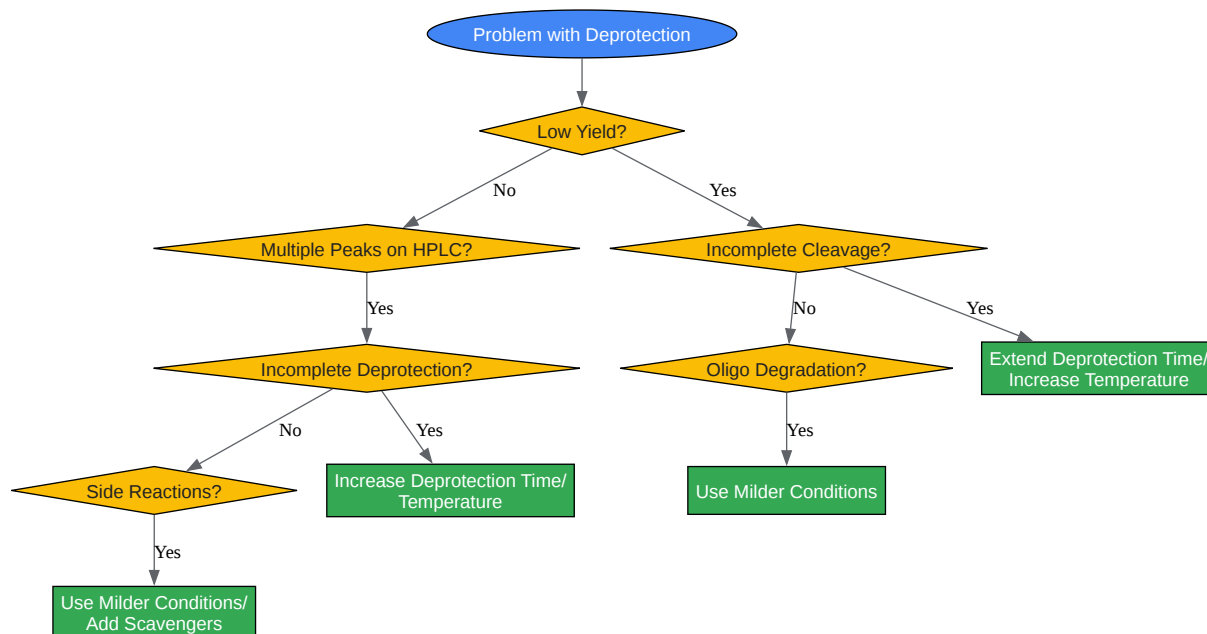 Problem with Deprotection
Low Yield?
No
Yes
Multiple Peaks on HPLC?
Incomplete Cleavage?
Yes
No
Yes
Incomplete Deprotection?
Oligo Degradation?
Extend Deprotection Time/
Increase Temperature
No
Yes
Yes
Side Reactions?
Increase Deprotection Time/
Temperature
Use Milder Conditions
Yes
Use Milder Conditions/
Add Scavengers